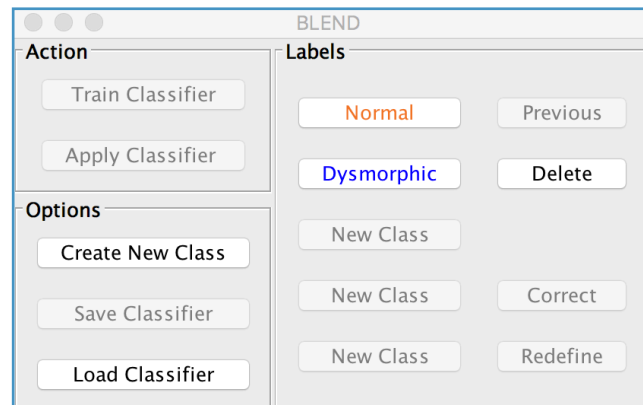 BLEND
Action
Train Classifier
Apply Classifier
Options
Create New Class
Save Classifier
Load Classifier
Labels
Normal
Previous
Dysmorphic
Delete
New Class
New Class
Correct
New Class
Redefine